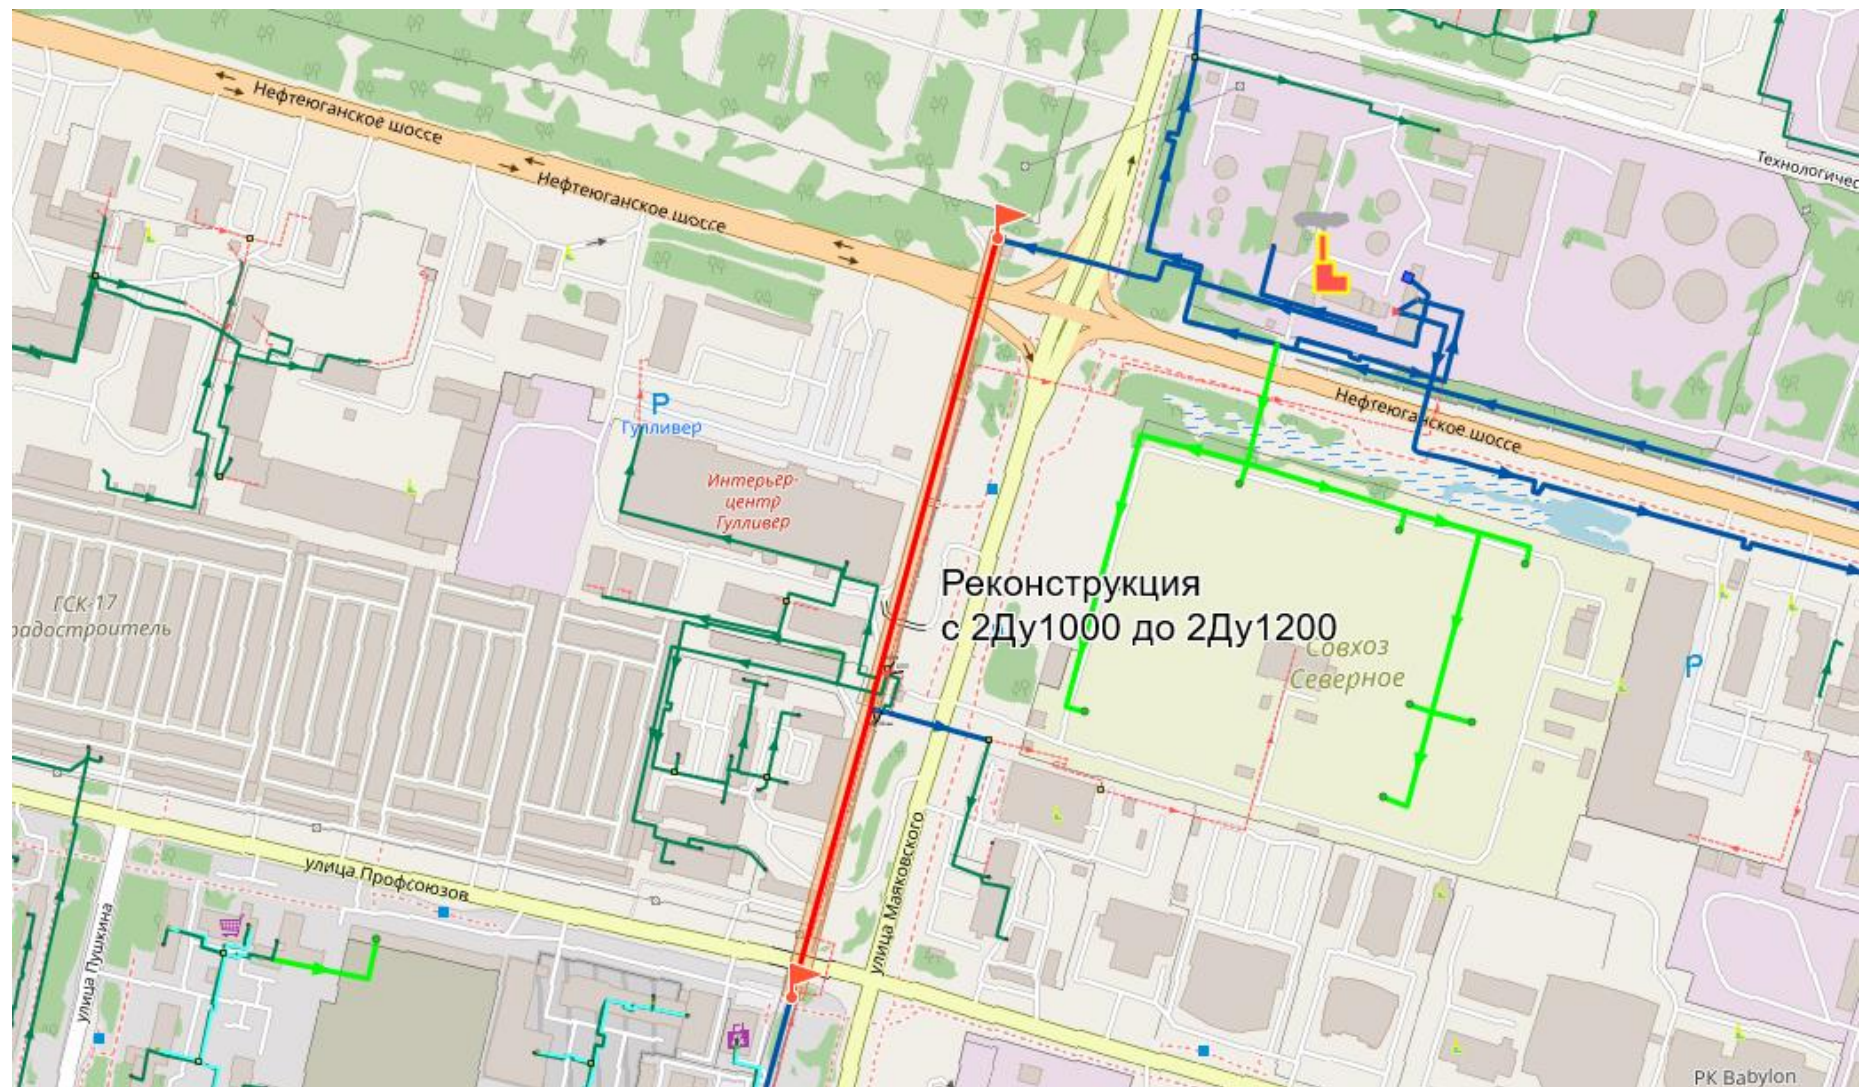 Нефтеюганское шоссе
Нефтеюганское шоссе
Технологичес
P
Гулливер
Нефтеюганское шоссе
Интерьер-
центр
Гулливер
Реконструкция
с 2Ду1000 до 2Ду1200
ГСК-17
радостроитель
Совхоз
Северное
P
улица Профсоюзов
улица Маяковского
улица Пушкина
РК Babylon